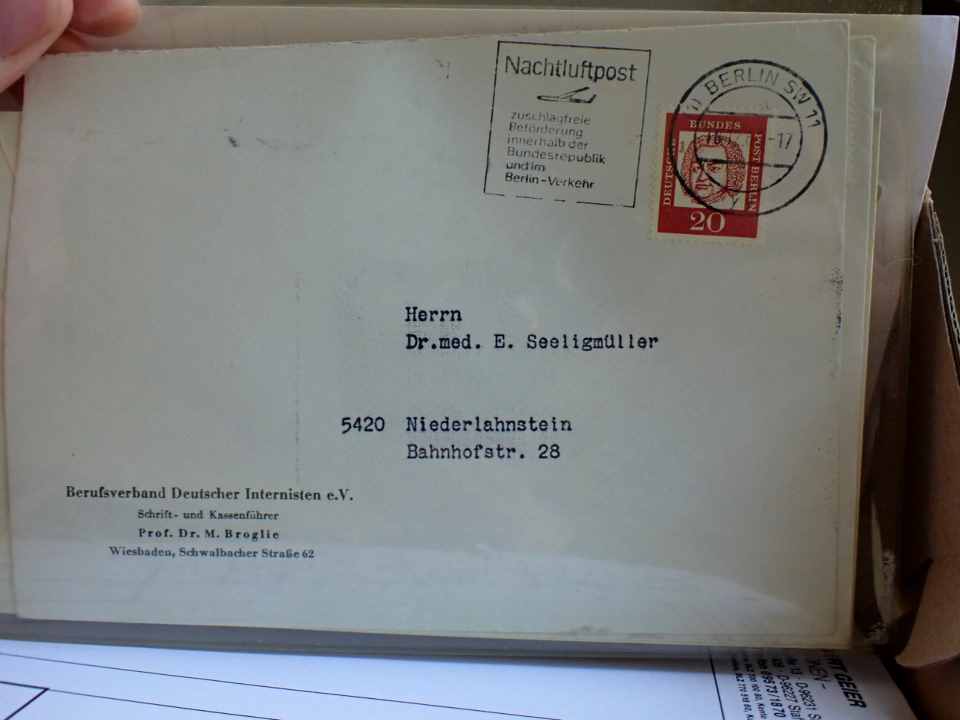 Nachtluftpost
zuschlagfreie
Beförderung
innerhalb der
Bundesrepublik
und im
Berlin-Verkehr
BERLIN SW 11
-17
DEUTSCHE
BUNDES
POST BERLIN
20
Herrn
Dr.med. E. Seeligmüller
5420 Niederlahnstein
Bahnhofstr. 28
Berufsverband Deutscher Internisten e.V.
Schrift- und Kassenführer
Prof. Dr. M. Broglie
Wiesbaden, Schwalbacher Straße 62
GEIER